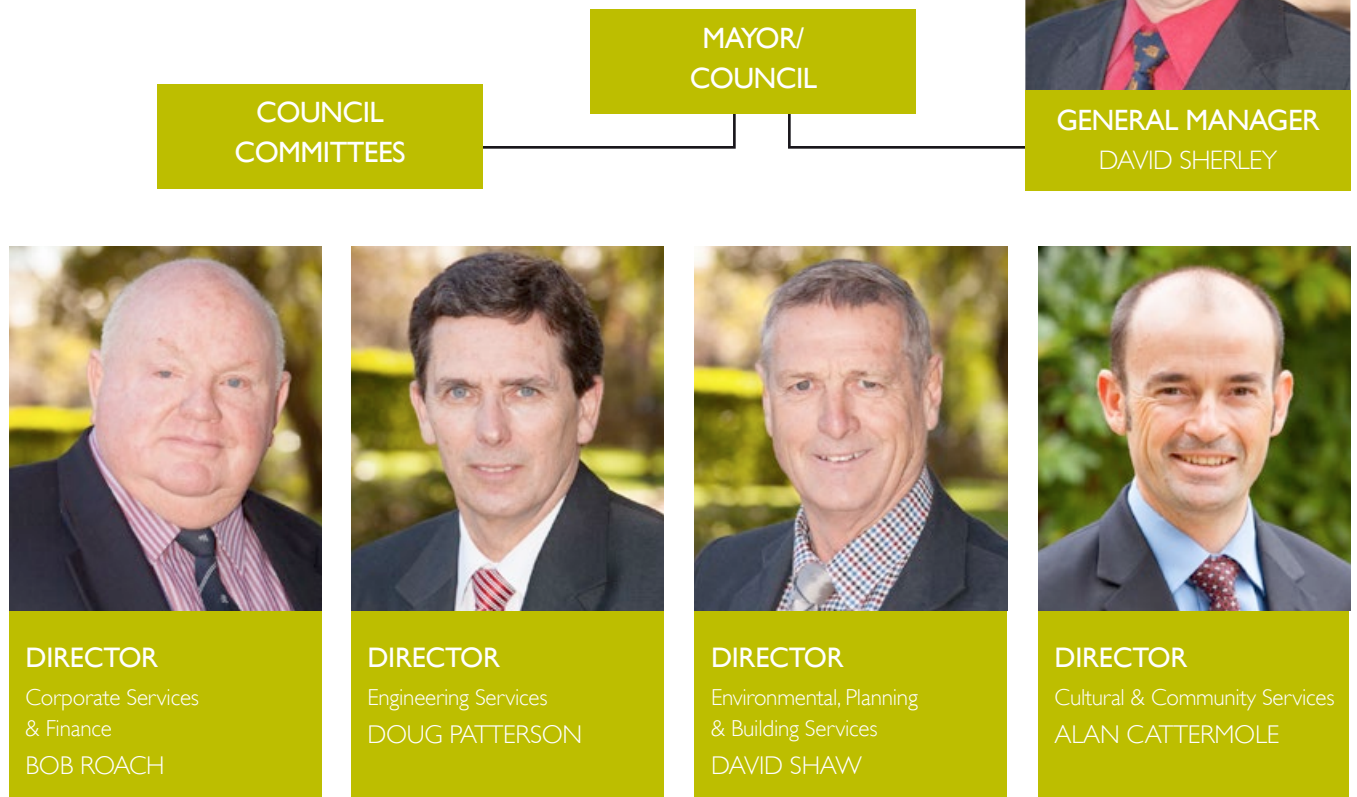 MAYOR/
COUNCIL
COUNCIL
COMMITTEES
GENERAL MANAGER
DAVID SHERLEY
DIRECTOR
Corporate Services
& Finance
BOB ROACH
DIRECTOR
Engineering Services
DOUG PATTERSON
DIRECTOR
Environmental, Planning
& Building Services
DAVID SHAW
DIRECTOR
Cultural & Community Services
ALAN CATTERMOLE